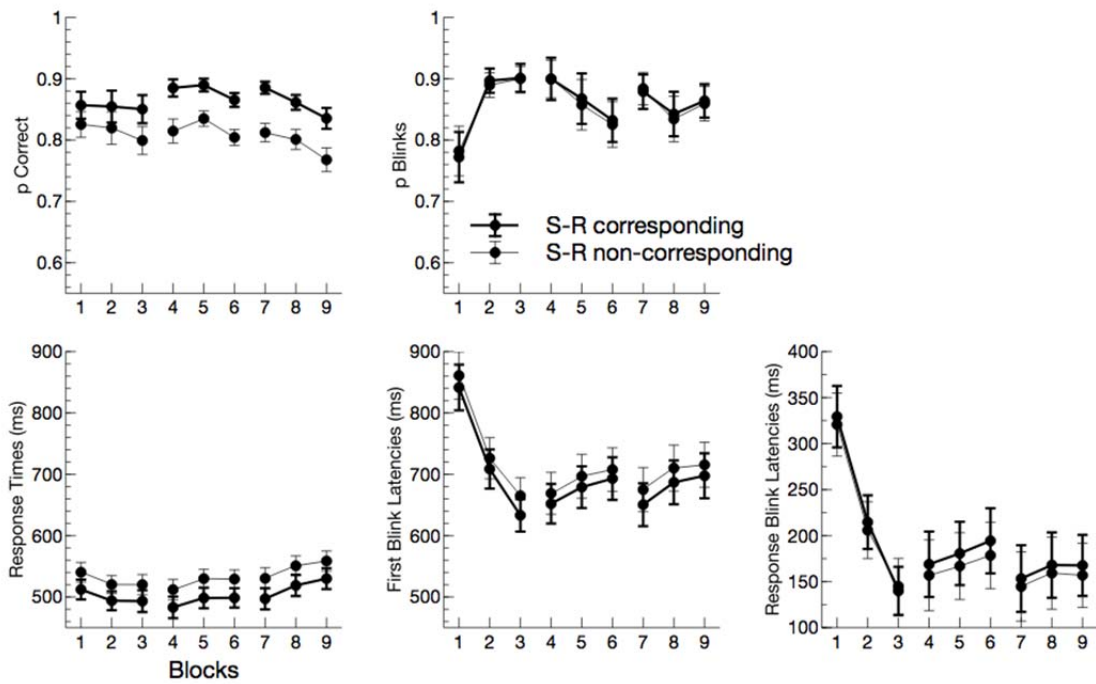 p Correct
1
0.9
0.8
0.7
0.6
1 2 3 4 5 6 7 8 9
p Blinks
1
0.9
0.8
0.7
0.6
S-R corresponding
S-R non-corresponding
1 2 3 4 5 6 7 8 9
Response Times (ms)
900
800
700
600
500
1 2 3 4 5 6 7 8 9
Blocks
First Blink Latencies (ms)
900
800
700
600
500
1 2 3 4 5 6 7 8 9
Response Blink Latencies (ms)
400
350
300
250
200
150
100
1 2 3 4 5 6 7 8 9